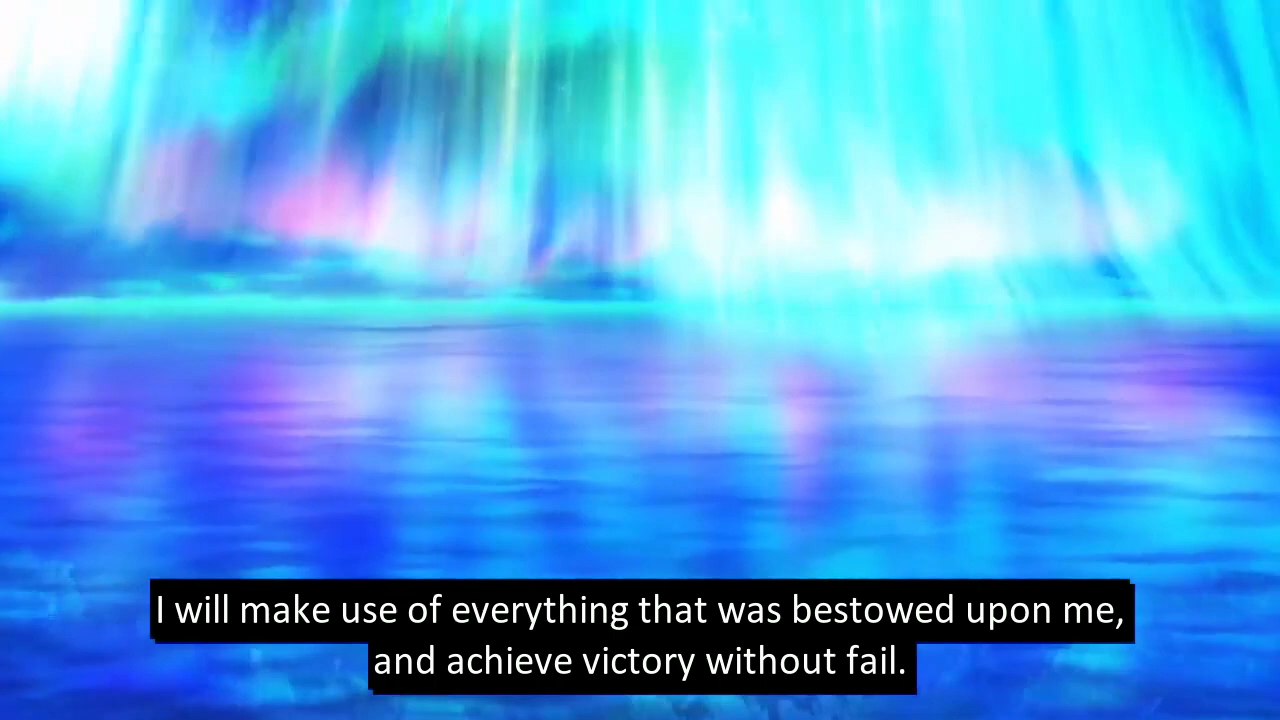 I will make use of everything that was bestowed upon me,
and achieve victory without fail.